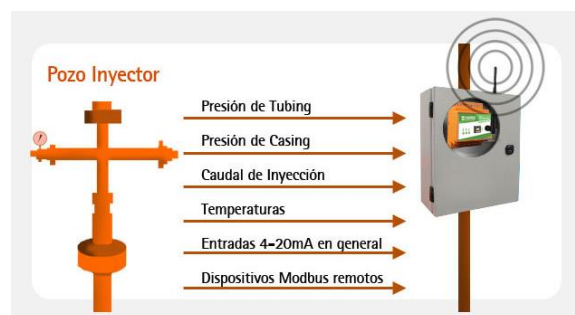 Pozo Inyector
Presión de Tubing
Presión de Casing
Caudal de Inyección
Temperaturas
Entradas 4-20mA en general
Dispositivos Modbus remotos